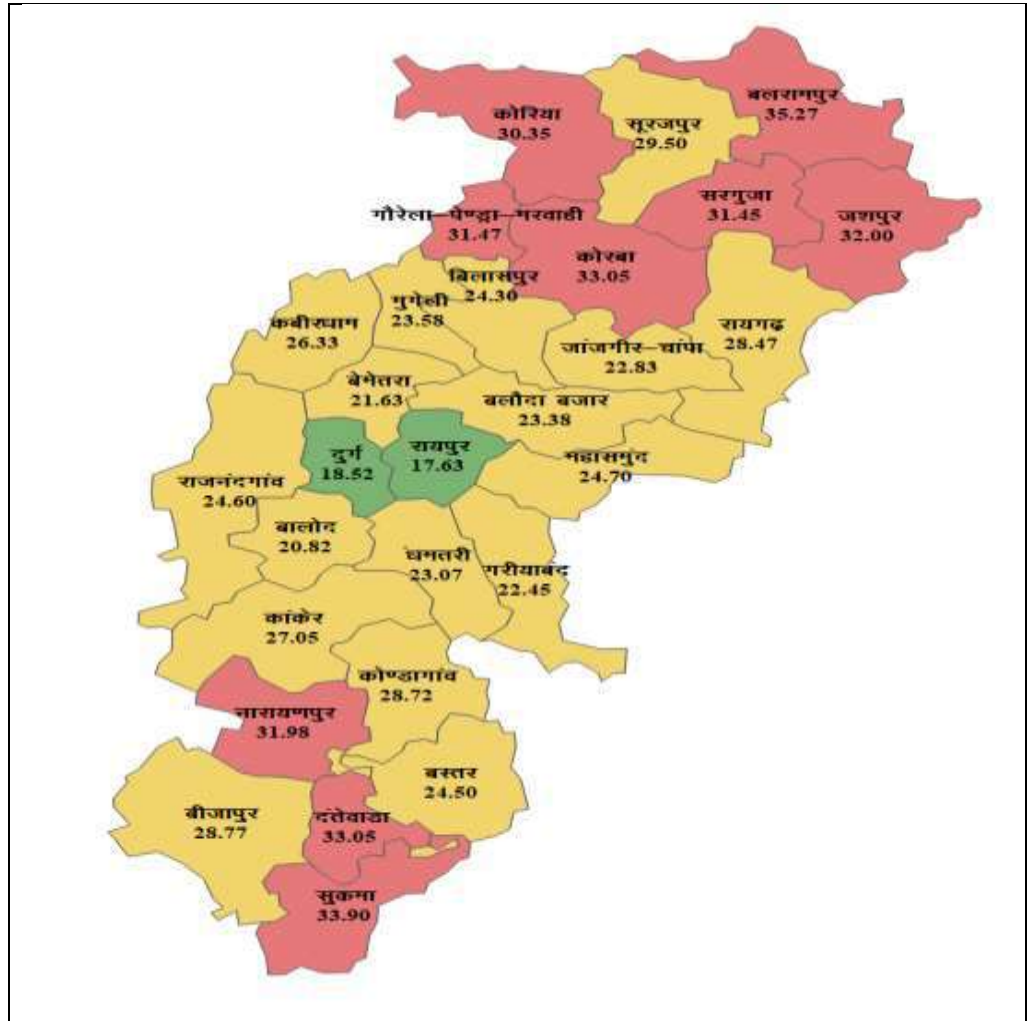 बलरामपुर
35.27
कोरिया
30.35
सूरजपुर
29.50
सरगुजा
31.45
जशपुर
32.00
गौरेला–पेण्ड्रा–मरवाही
31.47
कोरबा
33.05
बिलासपुर
24.30
मुगेली
23.58
कबीरधाम
26.33
रायगढ़
28.47
जांजगीर–चांपा
22.83
बेमेतरा
21.63
बलौदा बजार
23.38
दुर्ग
18.52
रायपुर
17.63
महासमुंद
24.70
राजनंदगांव
24.60
बालोद
20.82
धमतरी
23.07
गरीयाबंद
22.45
कांकेर
27.05
कोण्डागांव
28.72
नारायणपुर
31.98
बस्तर
24.50
बीजापुर
28.77
दंतेवाडा
33.05
सुकमा
33.90